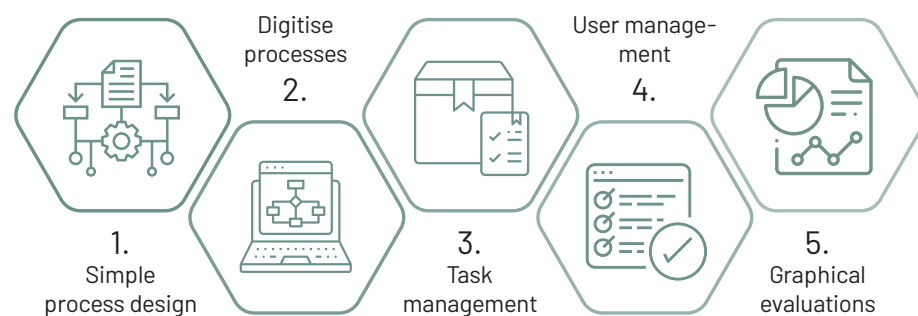 1.
Simple
process design
Digitise
processes
2.
3.
Task
management
User manage-
ment
4.
5.
Graphical
evaluations